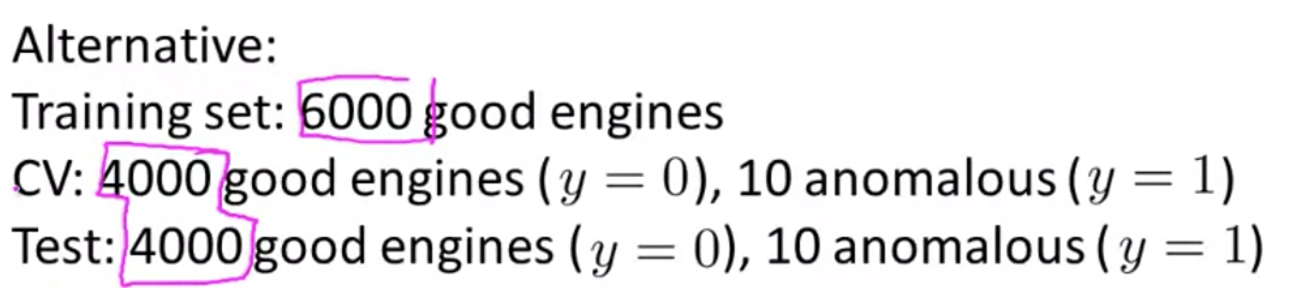 Alternative:
Training set: 6000 good engines
CV: 4000 good engines (y = 0), 10 anomalous (y = 1)
Test: 4000 good engines (y = 0), 10 anomalous (y = 1)